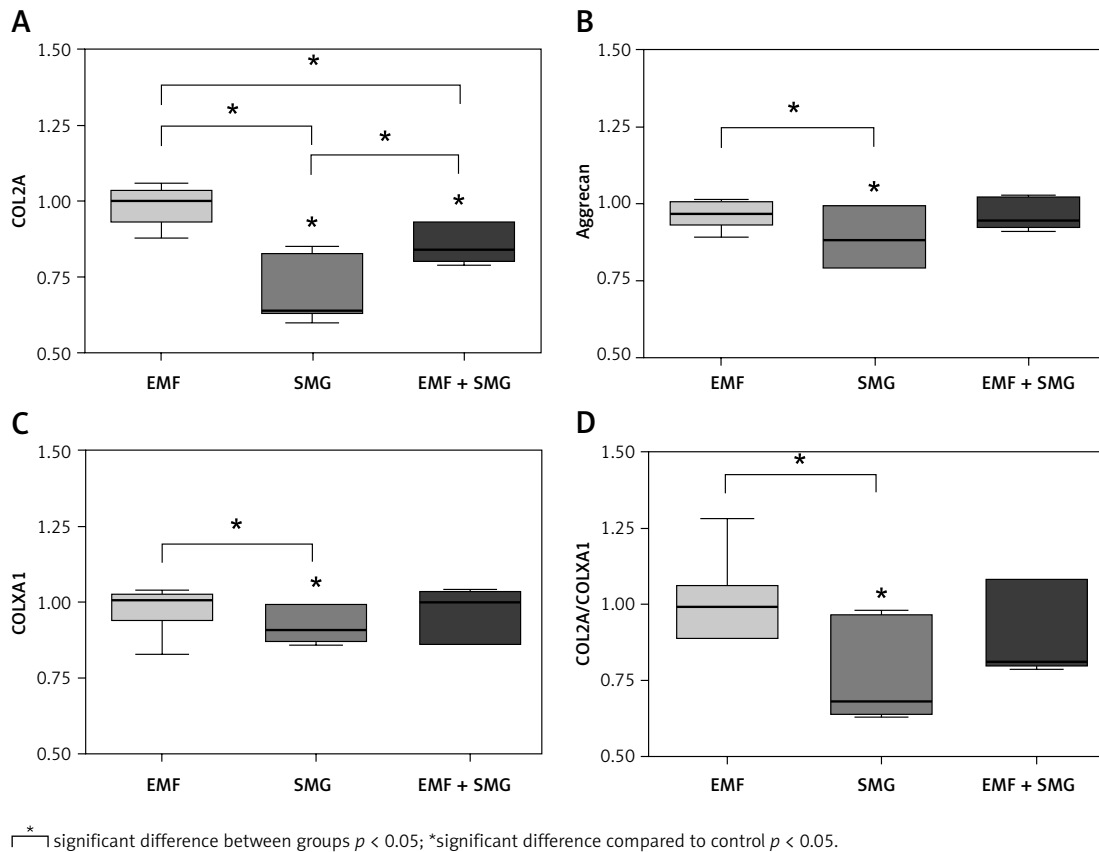 A
1.50
1.25
1.00
0.75
0.50
COL2A
*
*
*
*
*
EMF SMG EMF + SMG
B
1.50
1.25
1.00
0.75
0.50
Aggrecan
*
*
EMF SMG EMF + SMG
C
1.50
1.25
1.00
0.75
0.50
COLXA1
*
*
EMF SMG EMF + SMG
D
1.50
1.25
1.00
0.75
0.50
COL2A/COLXA1
*
*
EMF SMG EMF + SMG
* significant difference between groups p < 0.05; *significant difference compared to control p < 0.05.